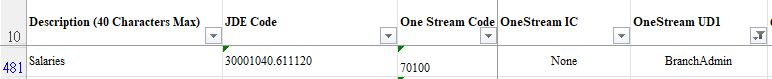 Description (40 Characters Max) JDE Code One Stream Code OneStream IC OneStream UD1
10
481 Salaries 30001040.611120 70100 None BranchAdmin